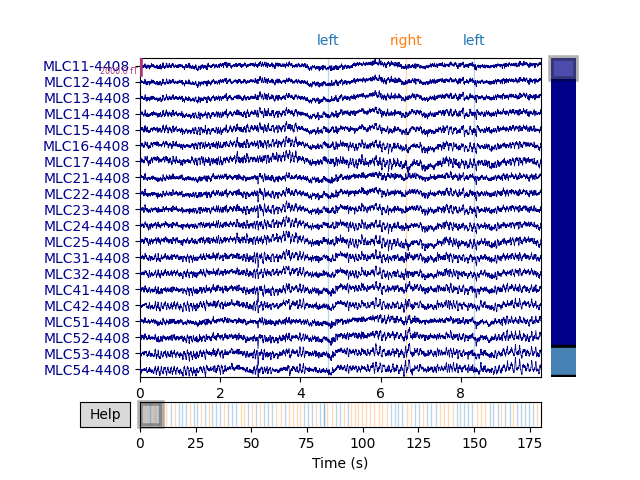 left right left
MLC11-4408
2000.0 fT
MLC12-4408
MLC13-4408
MLC14-4408
MLC15-4408
MLC16-4408
MLC17-4408
MLC21-4408
MLC22-4408
MLC23-4408
MLC24-4408
MLC25-4408
MLC31-4408
MLC32-4408
MLC41-4408
MLC42-4408
MLC51-4408
MLC52-4408
MLC53-4408
MLC54-4408
0 2 4 6 8
Help
0 25 50 75 100 125 150 175
Time (s)